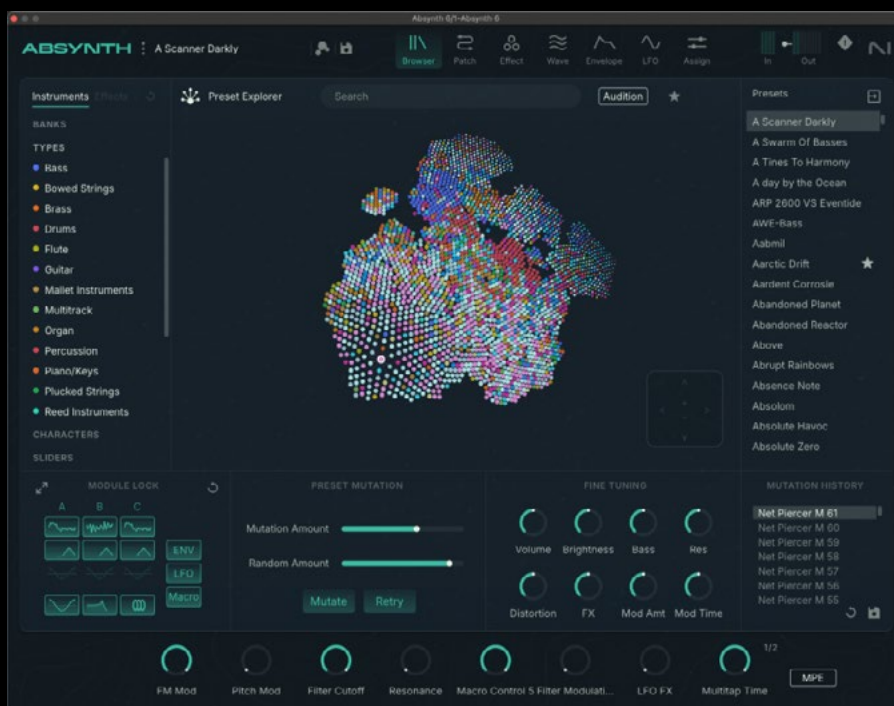 Absynth 6/1-Absynth 6
ABSYNTH
A Scanner Darkly
Browser
Patch
Effect
Wave
Envelope
LFO
Assign
In
Out
Instruments
Effects
Preset Explorer
Search
Audition
Presets
BANKS
TYPES
Bass
Bowed Strings
Brass
Drums
Flute
Guitar
Mallet Instruments
Multitrack
Organ
Percussion
Piano/Keys
Plucked Strings
Reed Instruments
CHARACTERS
SLIDERS
A Scanner Darkly
A Swarm Of Basses
A Tines To Harmony
A day by the Ocean
ARP 2600 VS Eventide
AWE-Bass
Aabmil
Aarctic Drift
Aardent Corrosie
Abandoned Planet
Abandoned Reactor
Above
Abrupt Rainbows
Absence Note
Absolom
Absolute Havoc
Absolute Zero
MODULE LOCK
A B C
ENV
LFO
Macro
PRESET MUTATION
Mutation Amount
Random Amount
Mutate
Retry
FINE TUNING
Volume
Brightness
Bass
Res
Distortion
FX
Mod Amt
Mod Time
MUTATION HISTORY
Net Piercer M 61
Net Piercer M 60
Net Piercer M 59
Net Piercer M 58
Net Piercer M 57
Net Piercer M 56
Net Piercer M 55
FM Mod
Pitch Mod
Filter Cutoff
Resonance
Macro Control 5
Filter Modulati...
LFO FX
Multitap Time
1/2
MPE